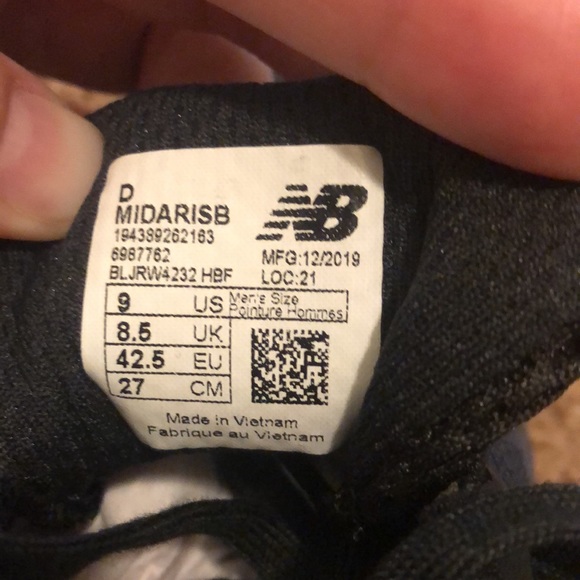 D
MIDARISB
194389262163
6987762
BLJRW4232 HBF
NB
MFG:12/2019
LOC:21
9 US Men's Size
Pointure Hommes
8.5 UK
42.5 EU
27 CM
Made in Vietnam
Fabrique au Vietnam